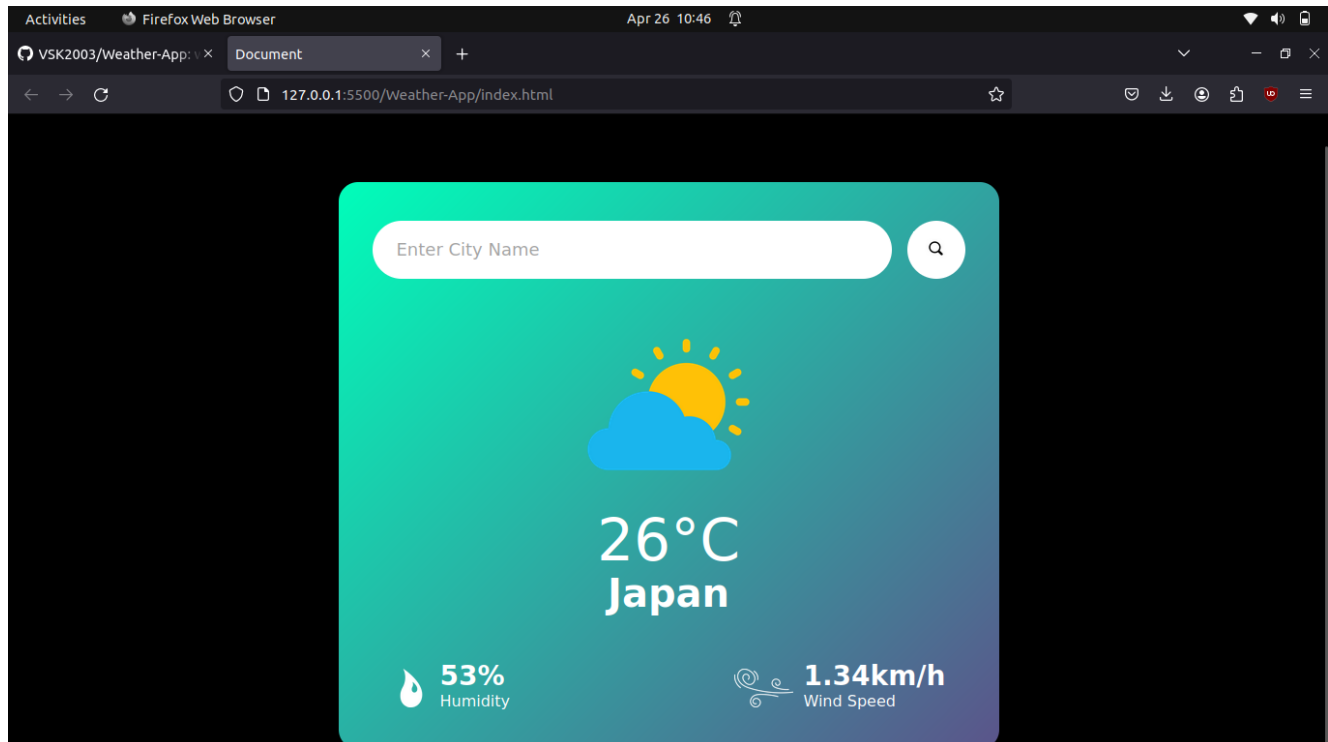 Activities Firefox Web Browser Apr 26 10:46
VSK2003/Weather-App: Document
127.0.0.1:5500/Weather-App/index.html
Enter City Name
26°C
Japan
53% 1.34km/h
Humidity Wind Speed